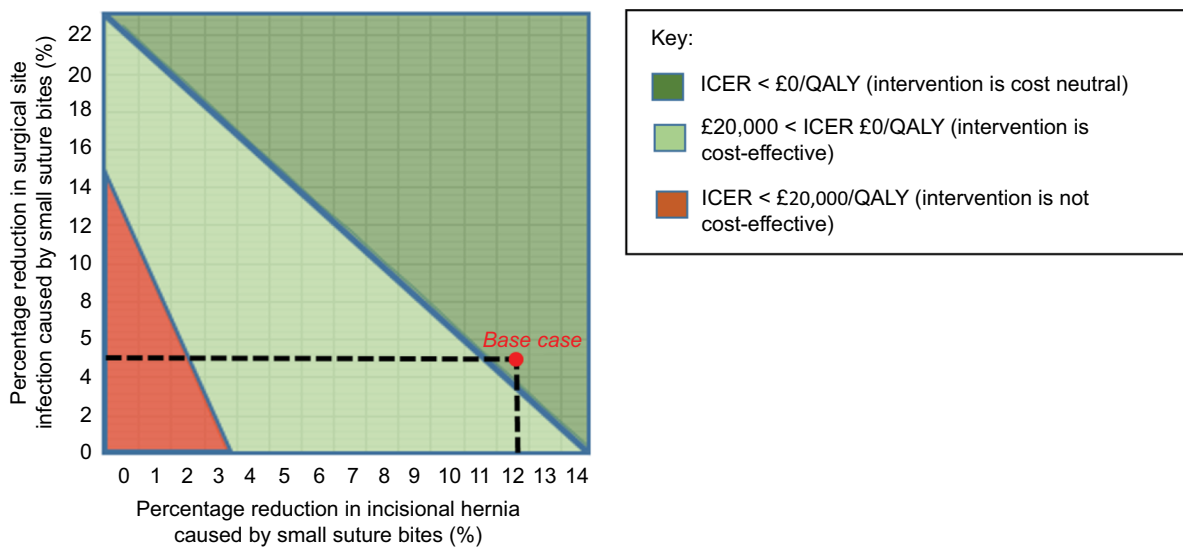 Percentage reduction in surgical site
infection caused by small suture bites (%)
22
20
18
16
14
12
10
8
5
4
2
0
Base case
0 1 2 3 4 5 6 7 8 9 10 11 12 13 14
Percentage reduction in incisional hernia
caused by small suture bites (%)
Key:
ICER < £0/QALY (intervention is cost neutral)
£20,000 < ICER £0/QALY (intervention is
cost-effective)
ICER < £20,000/QALY (intervention is not
cost-effective)